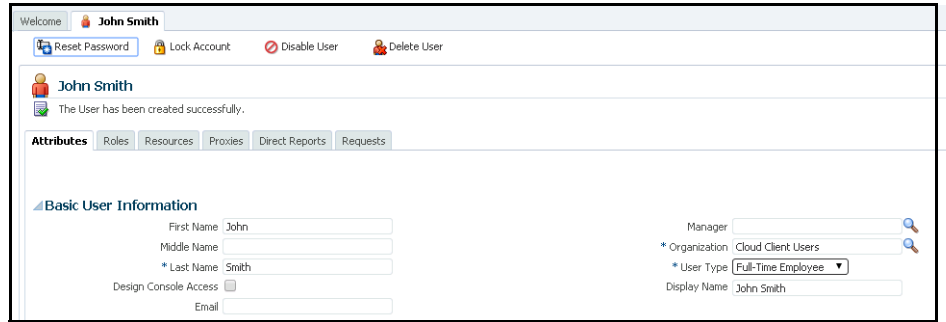 Welcome John Smith
Reset Password Lock Account Disable User Delete User
John Smith
The User has been created successfully.
Attributes Roles Resources Proxies Direct Reports Requests
Basic User Information
First Name John
Manager
Middle Name
* Organization Cloud Client Users
* Last Name Smith
* User Type Full-Time Employee
Design Console Access
Display Name John Smith
Email